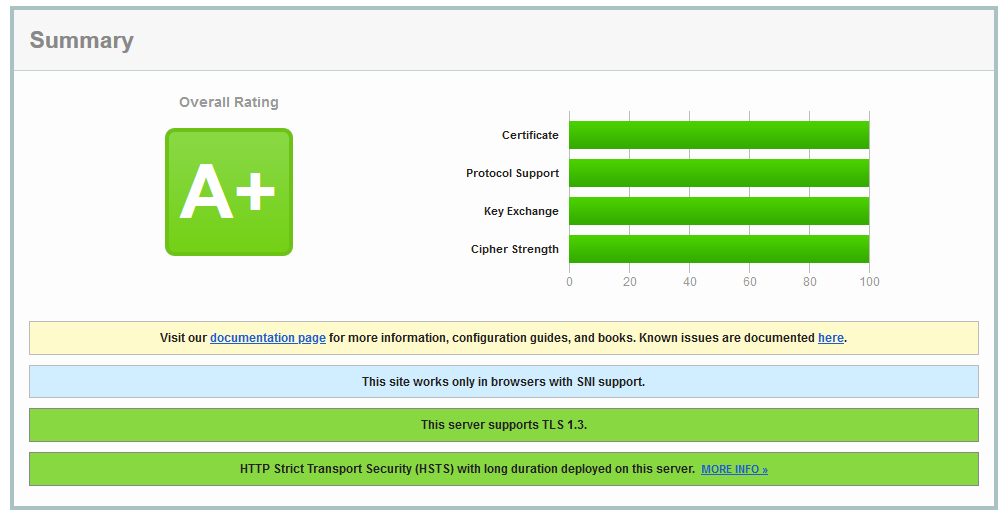 Summary
Overall Rating
A+
Certificate
Protocol Support
Key Exchange
Cipher Strength
0 20 40 60 80 100
Visit our documentation page for more information, configuration guides, and books. Known issues are documented here.
This site works only in browsers with SNI support.
This server supports TLS 1.3.
HTTP Strict Transport Security (HSTS) with long duration deployed on this server. MORE INFO »